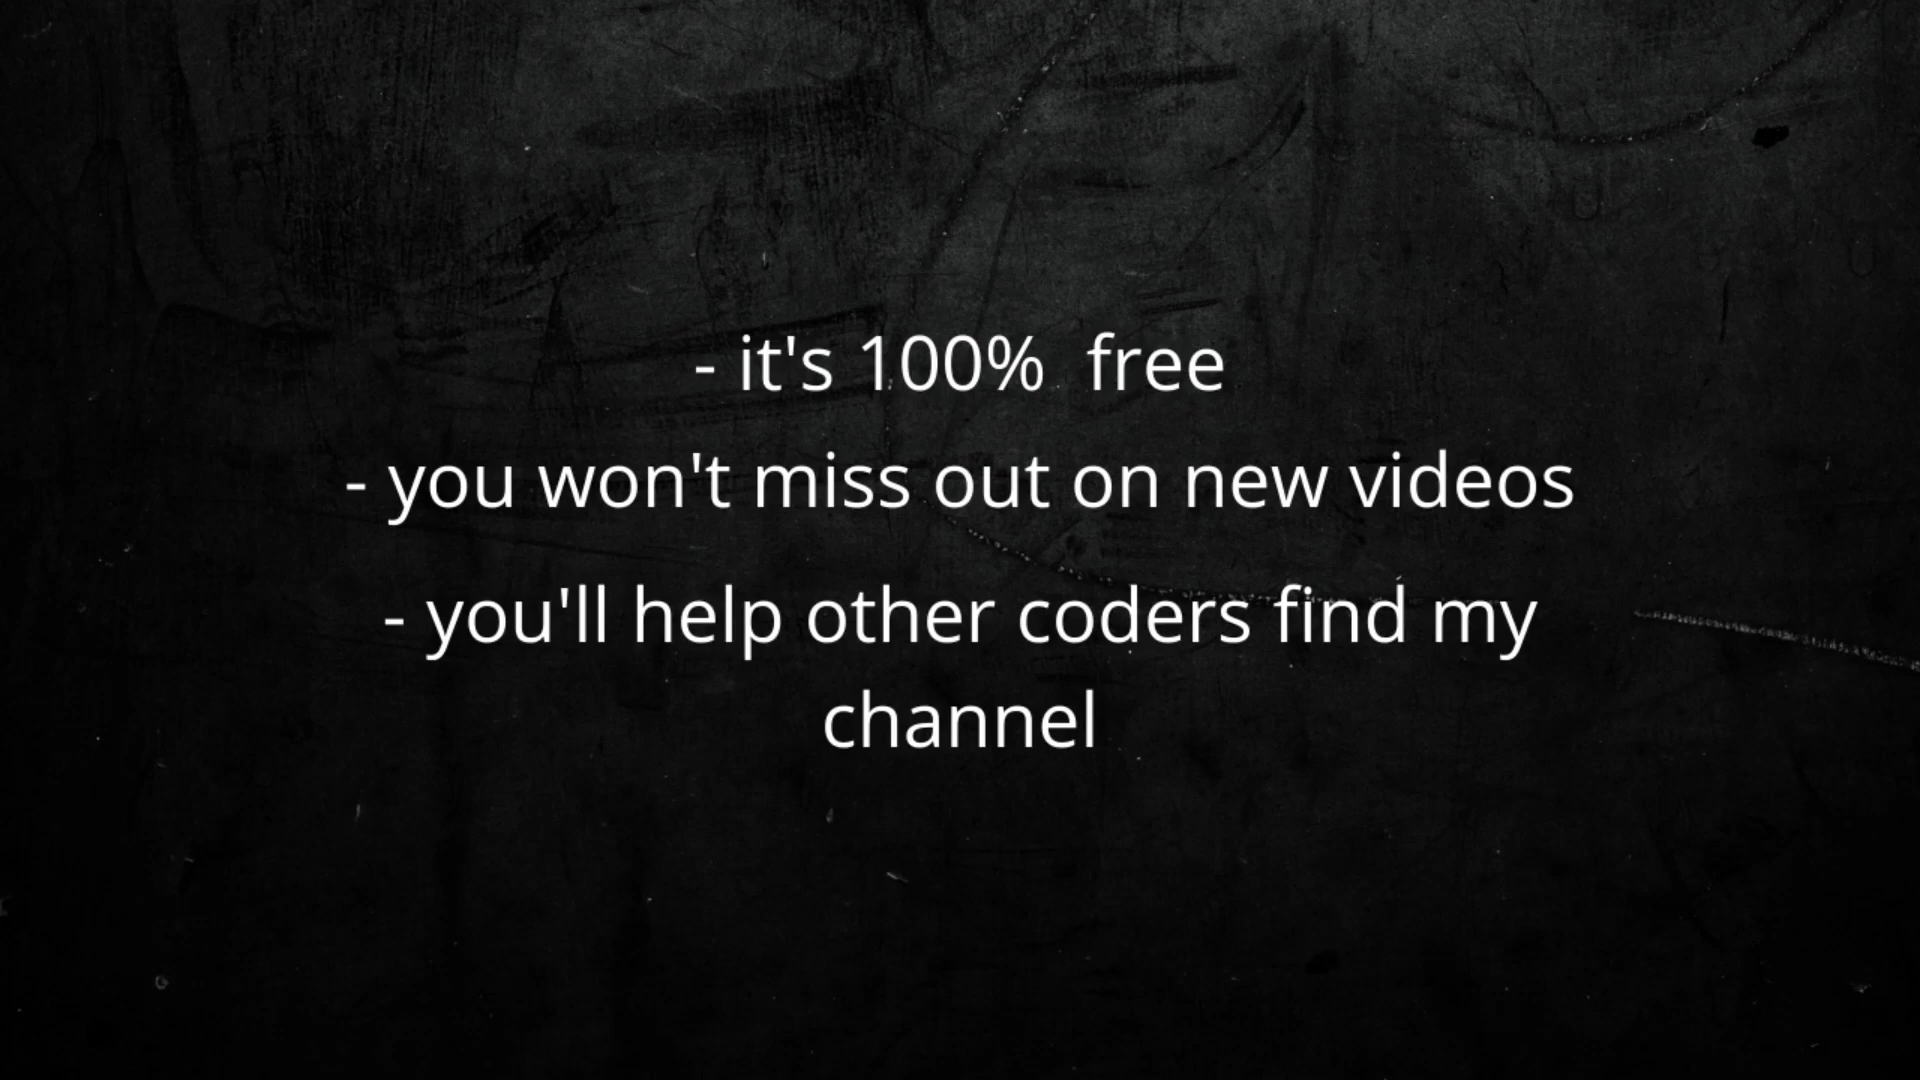 - it's 100%  free
- you won't miss out on new videos
- you'll help other coders find my
channel